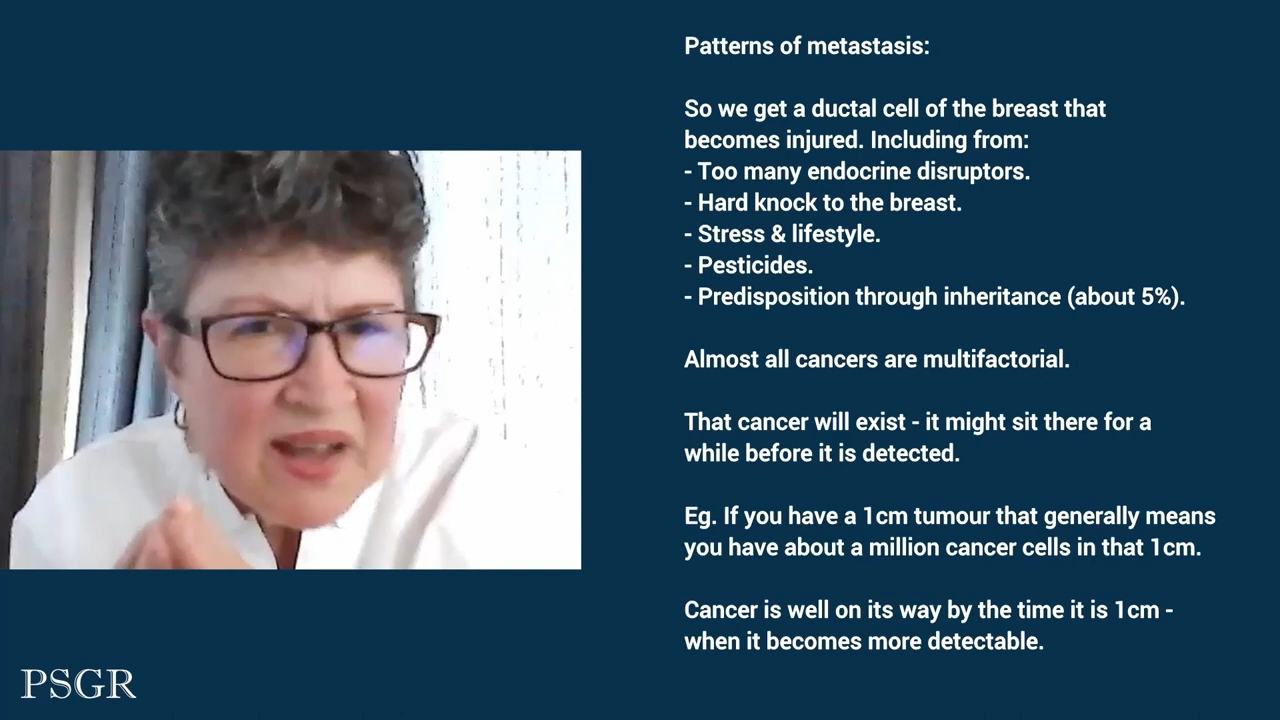 Patterns of metastasis:
So we get a ductal cell of the breast that
becomes injured. Including from:
- Too many endocrine disruptors.
- Hard knock to the breast.
- Stress & lifestyle.
- Pesticides.
- Predisposition through inheritance (about 5%).
Almost all cancers are multifactorial.
That cancer will exist - it might sit there for a
while before it is detected.
Eg. If you have a 1cm tumour that generally means
you have about a million cancer cells in that 1cm.
Cancer is well on its way by the time it is 1cm -
when it becomes more detectable.
PSGR